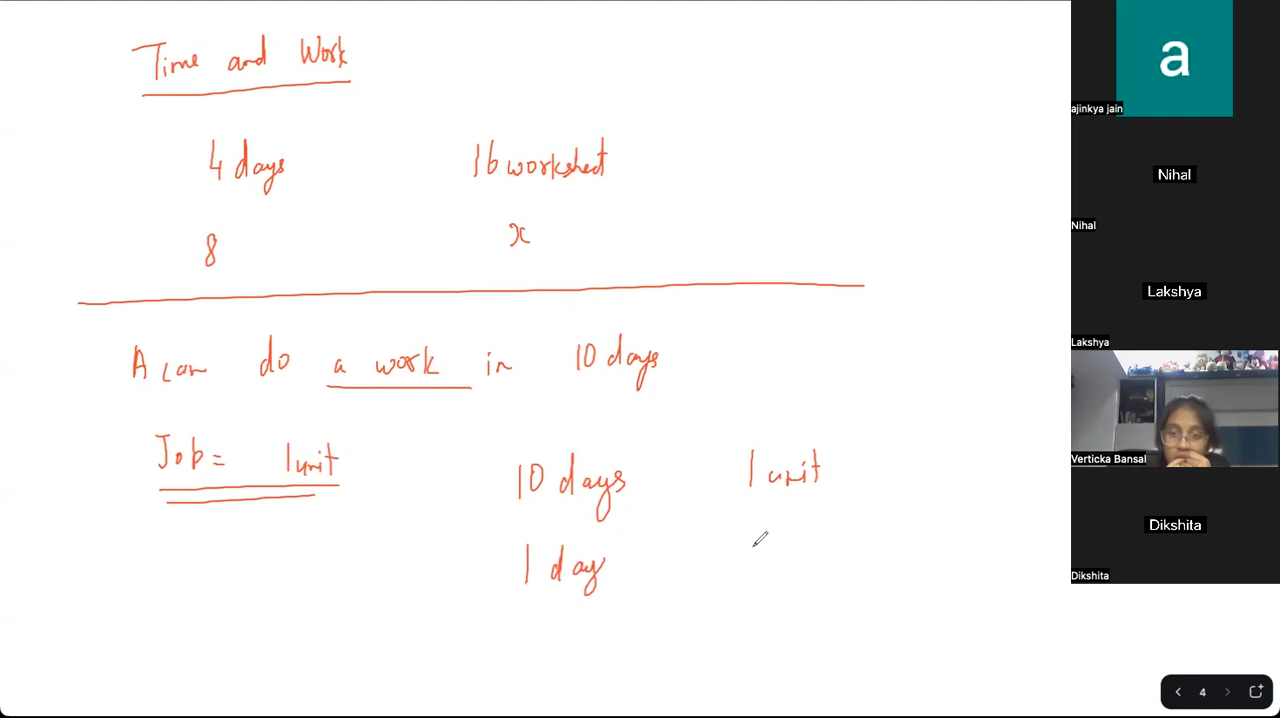 Time and Work
4 days 16 worksheet
8 x
A can do a work in 10 days
Job = 1 unit
10 days 1 unit
1 day
a
ajinkya jain
Nihal
Nihal
Lakshya
Lakshya
Verticka Bansal
Dikshita
Dikshita
< 4 >